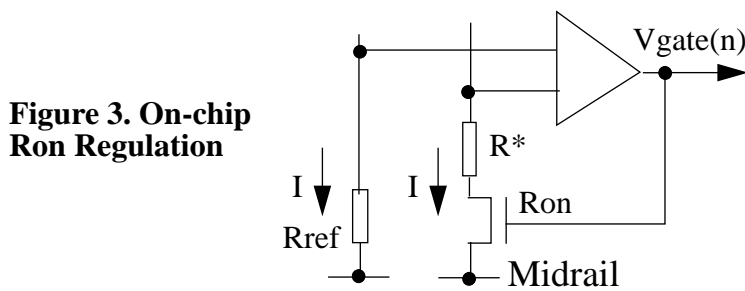 Vgate(n)
Figure 3. On-chip
Ron Regulation
R*
I
I
Ron
Rref
Midrail